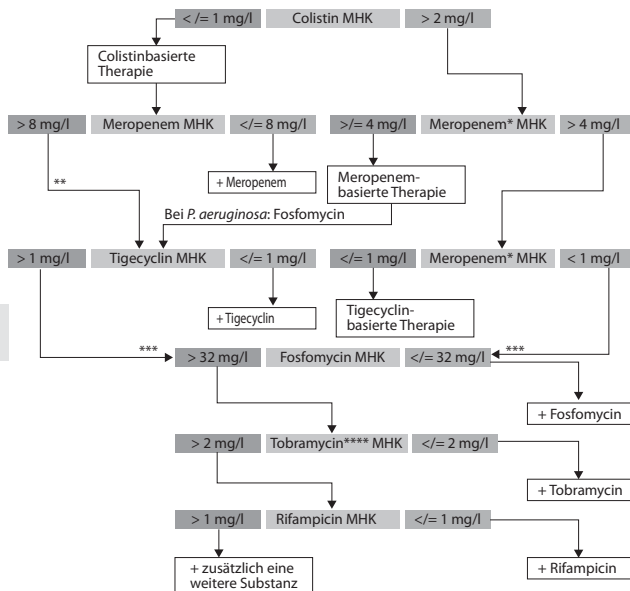 </= 1 mg/l Colistin MHK > 2 mg/l
Colistinbasierte
Therapie
> 8 mg/l Meropenem MHK </= 8 mg/l >/= 4 mg/l Meropenem* MHK > 4 mg/l
**
+ Meropenem
Meropenem-
basierte Therapie
Bei P. aeruginosa: Fosfomycin
> 1 mg/l Tigecyclin MHK </= 1 mg/l </= 1 mg/l Meropenem* MHK < 1 mg/l
+ Tigecyclin
Tigecyclin-
basierte Therapie
*** ***
> 32 mg/l Fosfomycin MHK </= 32 mg/l
+ Fosfomycin
> 2 mg/l Tobramycin**** MHK </= 2 mg/l
+ Tobramycin
> 1 mg/l Rifampicin MHK </= 1 mg/l
+ zusätzlich eine
weitere Substanz
+ Rifampicin